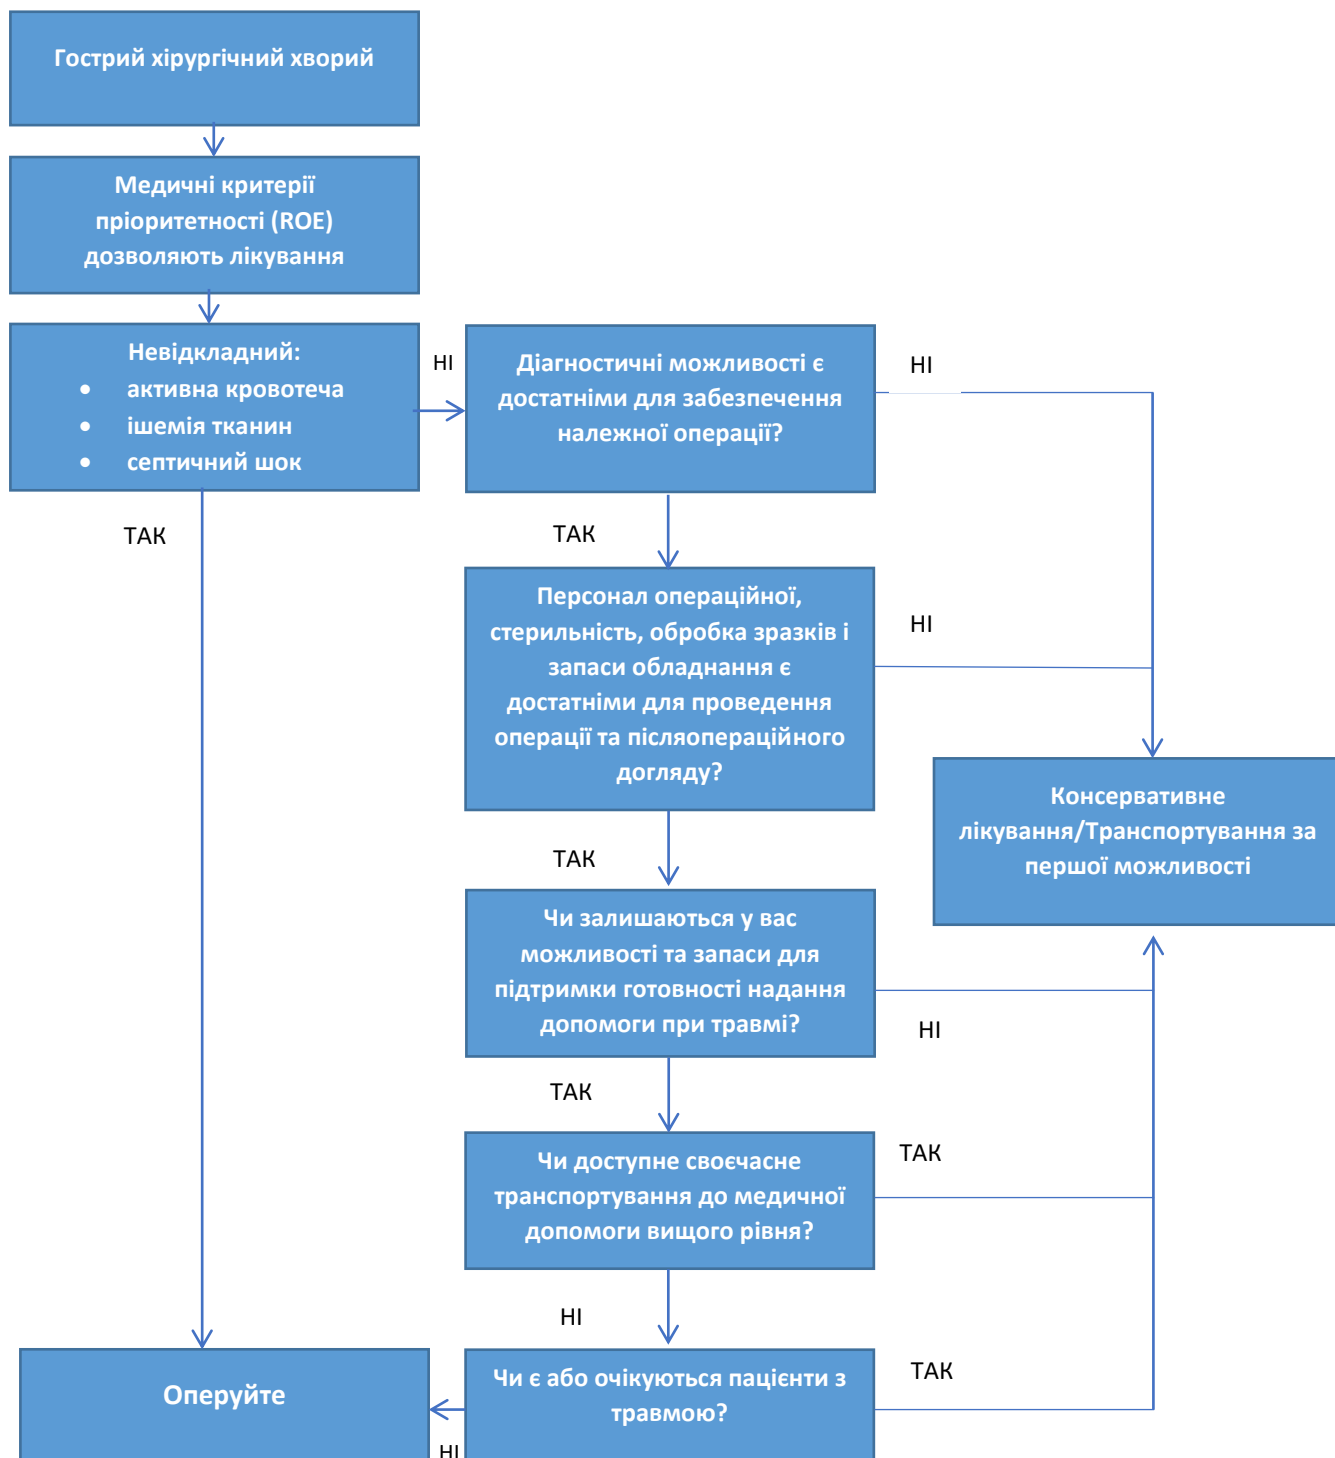 Гострий хірургічний хворий
Медичні критерії
пріоритетності (ROE)
дозволяють лікування
Невідкладний:
• активна кровотеча
• ішемія тканин
• септичний шок
НІ
ТАК
Діагностичні можливості є
достатніми для забезпечення
належної операції?
НІ
ТАК
Персонал операційної,
стерильність, обробка зразків і
запаси обладнання є
достатніми для проведення
операції та післяопераційного
догляду?
НІ
ТАК
Консервативне
лікування/Транспортування за
першої можливості
Чи залишаються у вас
можливості та запаси для
підтримки готовності надання
допомоги при травмі?
НІ
ТАК
Чи доступне своєчасне
транспортування до медичної
допомоги вищого рівня?
ТАК
НІ
Чи є або очікуються пацієнти з
травмою?
ТАК
НІ
Оперуйте